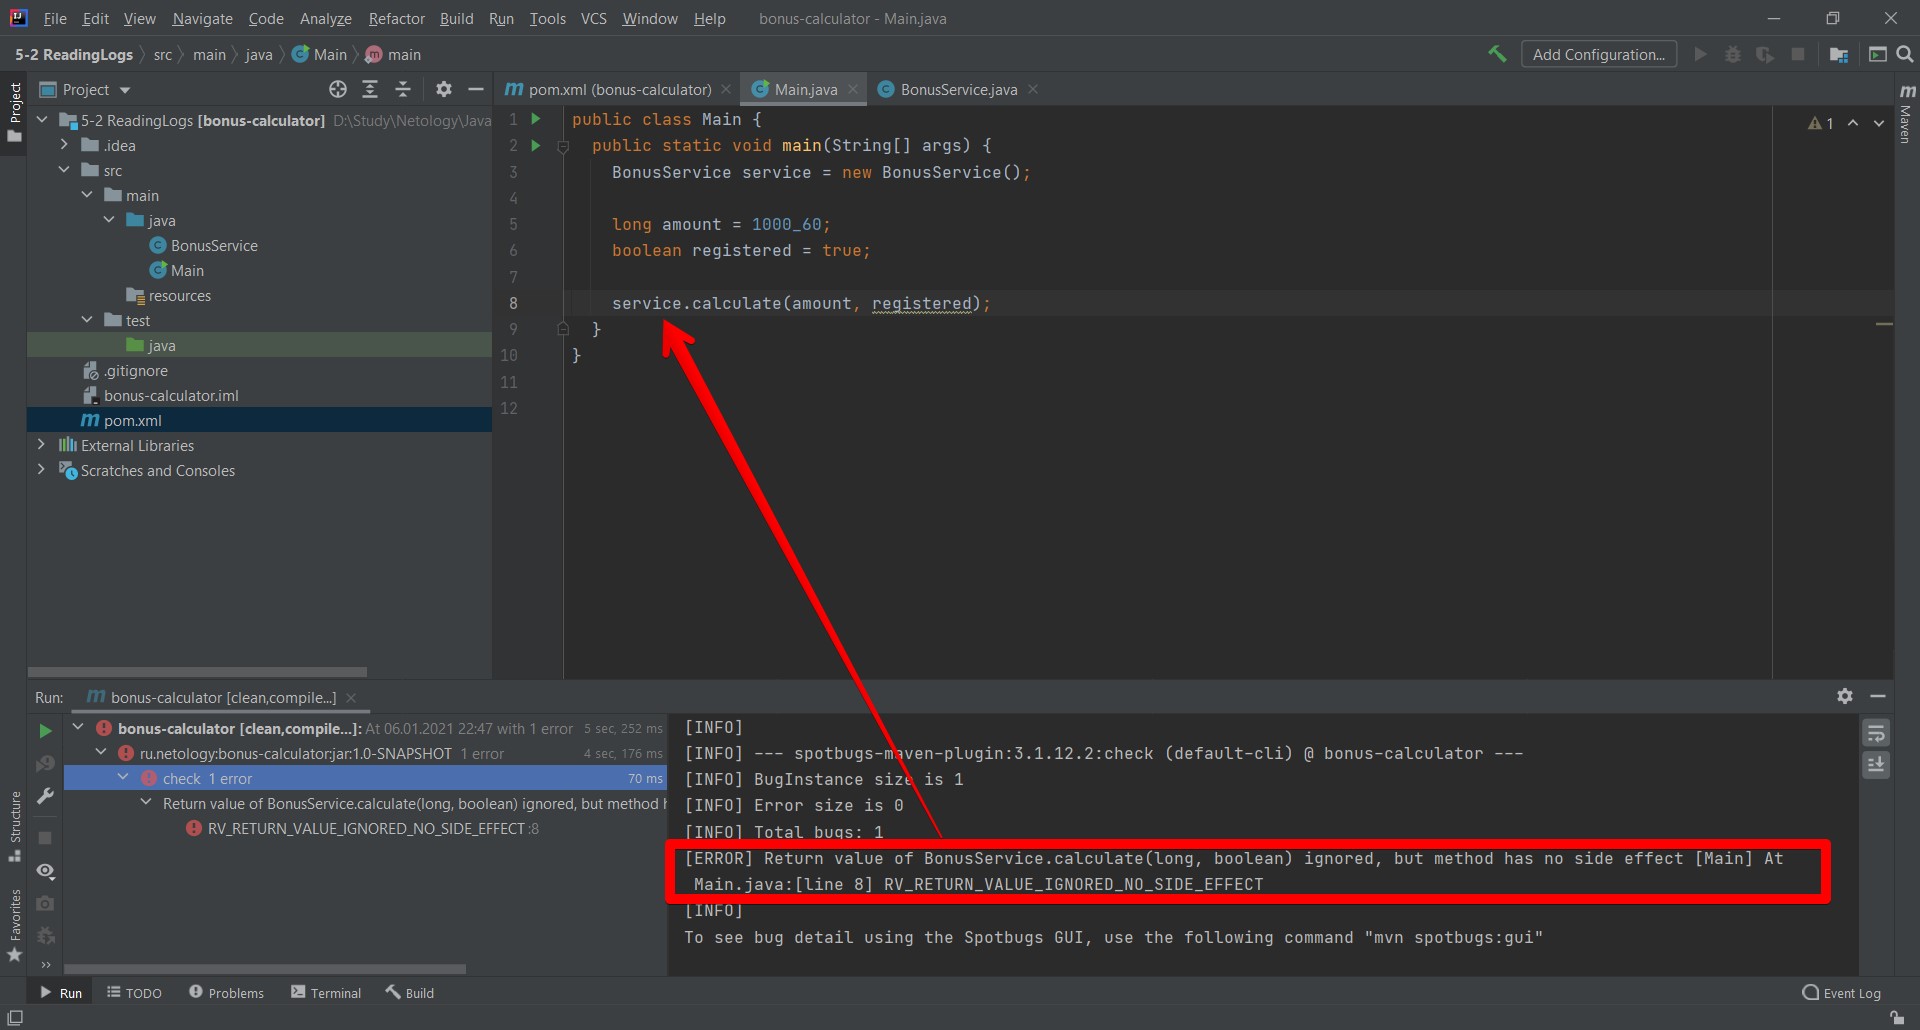 File Edit View Navigate Code Analyze Refactor Build Run Tools VCS Window Help bonus-calculator - Main.java
5-2 ReadingLogs src main java Main main Add Configuration...
Project
Project
pom.xml (bonus-calculator) Main.java BonusService.java
Maven
5-2 ReadingLogs [bonus-calculator] D:\Study\Netology\Java
.idea
src
main
java
BonusService
Main
resources
test
java
.gitignore
bonus-calculator.iml
pom.xml
External Libraries
Scratches and Consoles
1 public class Main {
2 public static void main(String[] args) {
3 BonusService service = new BonusService();
4
5 long amount = 1000_60;
6 boolean registered = true;
7
8 service.calculate(amount, registered);
9 }
10 }
11
12
1
Run: bonus-calculator [clean,compile...]
bonus-calculator [clean,compile...]: At 06.01.2021 22:47 with 1 error 5 sec, 252 ms
ru.netology:bonus-calculator:jar:1.0-SNAPSHOT 1 error 4 sec, 176 ms
check 1 error 70 ms
Return value of BonusService.calculate(long, boolean) ignored, but method
RV_RETURN_VALUE_IGNORED_NO_SIDE_EFFECT :8
[INFO]
[INFO] --- spotbugs-maven-plugin:3.1.12.2:check (default-cli) @ bonus-calculator ---
[INFO] BugInstance size is 1
[INFO] Error size is 0
[INFO] Total bugs: 1
[ERROR] Return value of BonusService.calculate(long, boolean) ignored, but method has no side effect [Main] At
Main.java:[line 8] RV_RETURN_VALUE_IGNORED_NO_SIDE_EFFECT
[INFO]
To see bug detail using the Spotbugs GUI, use the following command "mvn spotbugs:gui"
Structure
Favorites
Run TODO Problems Terminal Build Event Log